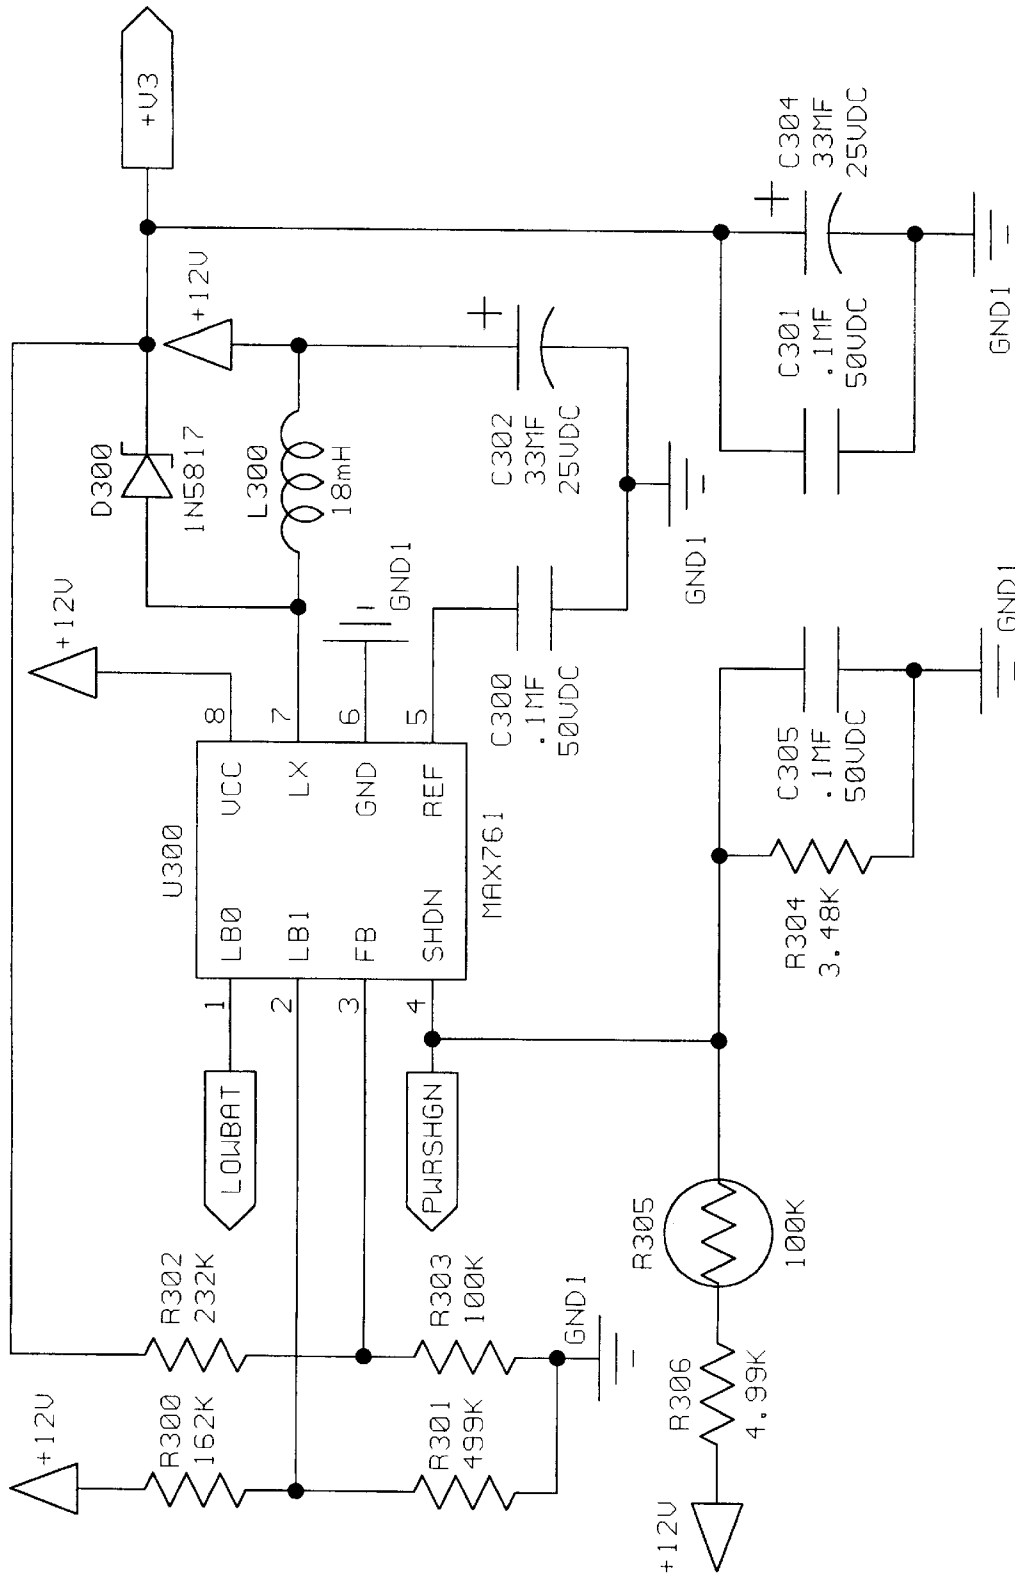 +12V
R300
162K
R301
499K
R302
232K
R303
100K
GND1
LOWBAT
PWRSHGN
1
2
3
4
U300
LB0
LB1
FB
SHDN
VCC
LX
GND
REF
MAX761
8
7
6
5
+12V
GND1
D300
1N5817
L300
18mH
+12V
+V3
C300
.1MF
50VDC
C302
+
33MF
25VDC
GND1
+12V
R306
4.99K
R305
100K
R304
3.48K
C305
.1MF
50VDC
GND1
C301
.1MF
50VDC
+
C304
33MF
25VDC
GND1